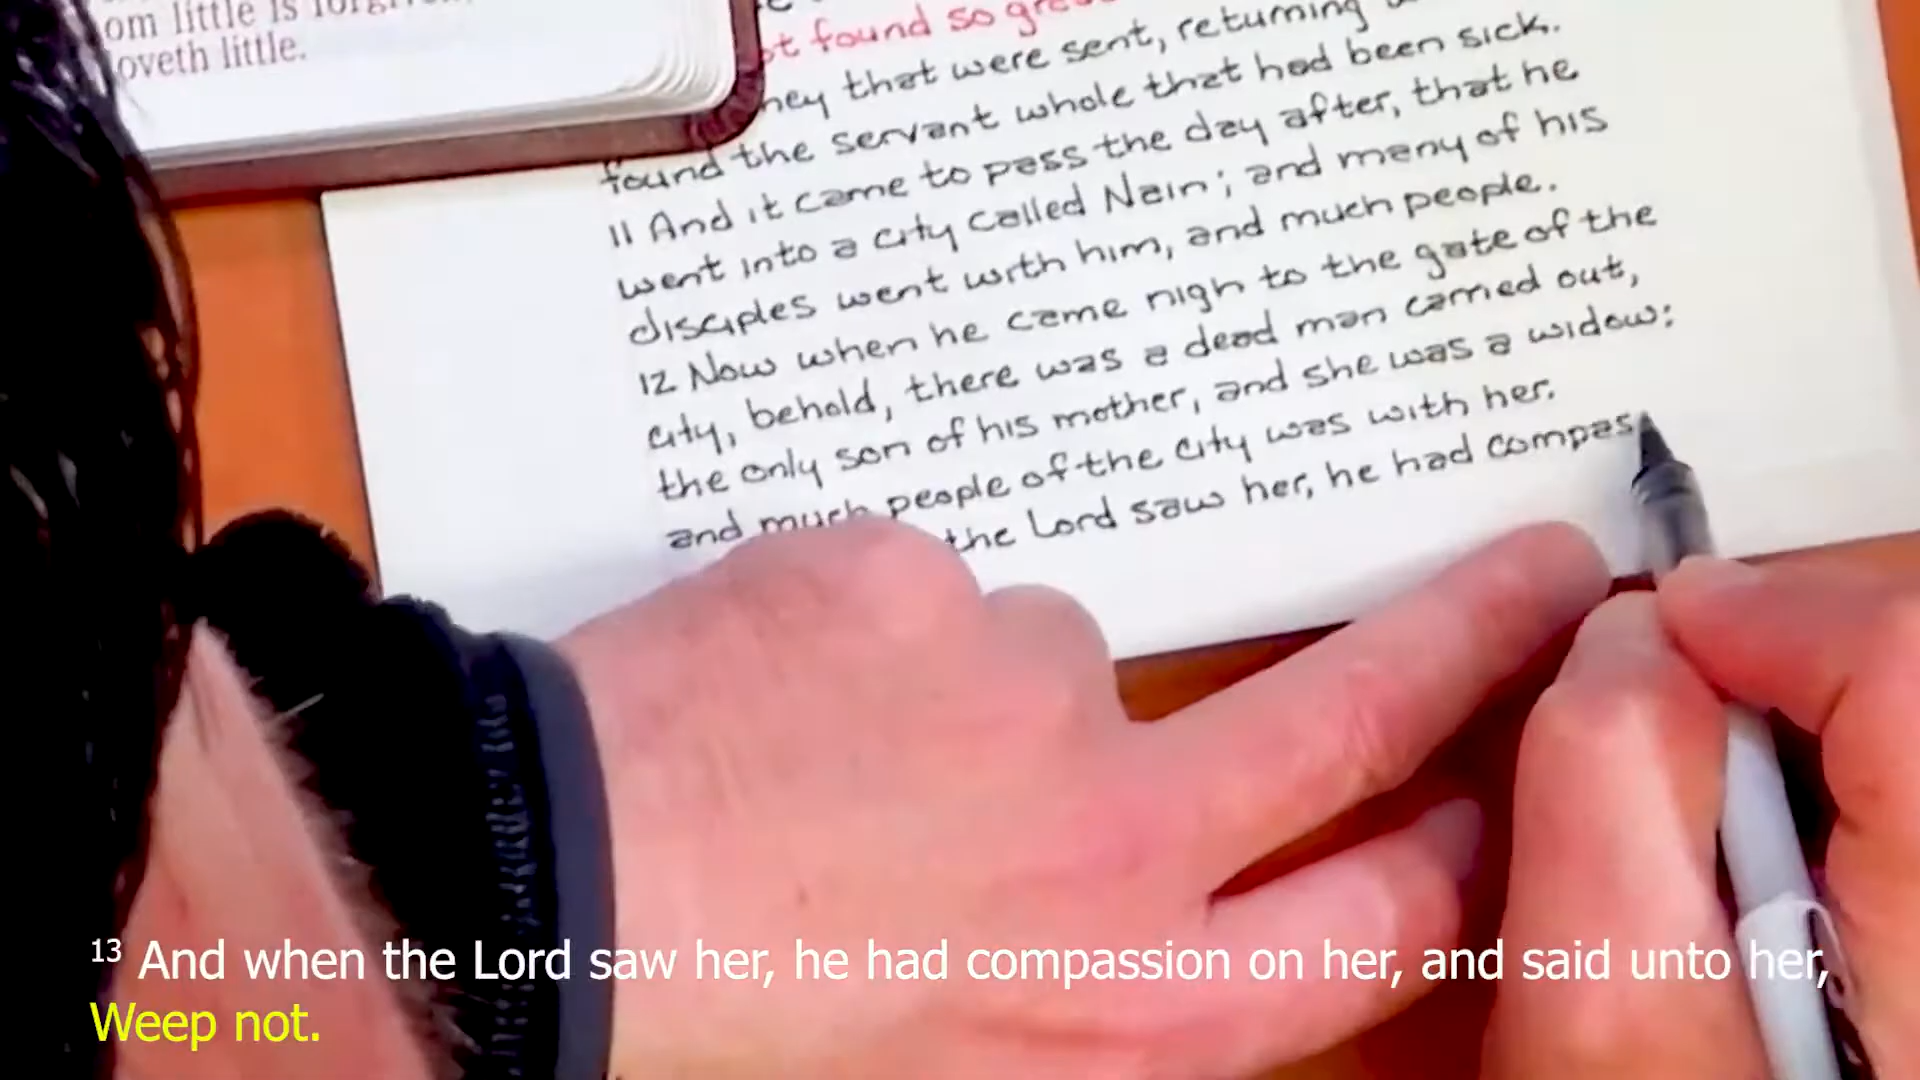 om little is forgiv
oveth little.
ot found so grea
hey that were sent, returning
found the servant whole that had been sick.
11 And it came to pass the day after, that he
went into a city called Nain; and many of his
disciples went with him, and much people.
12 Now when he came nigh to the gate of the
city, behold, there was a dead man carried out,
the only son of his mother, and she was a widow:
and much people of the city was with her.
the Lord saw her, he had compas
13 And when the Lord saw her, he had compassion on her, and said unto her,
Weep not.